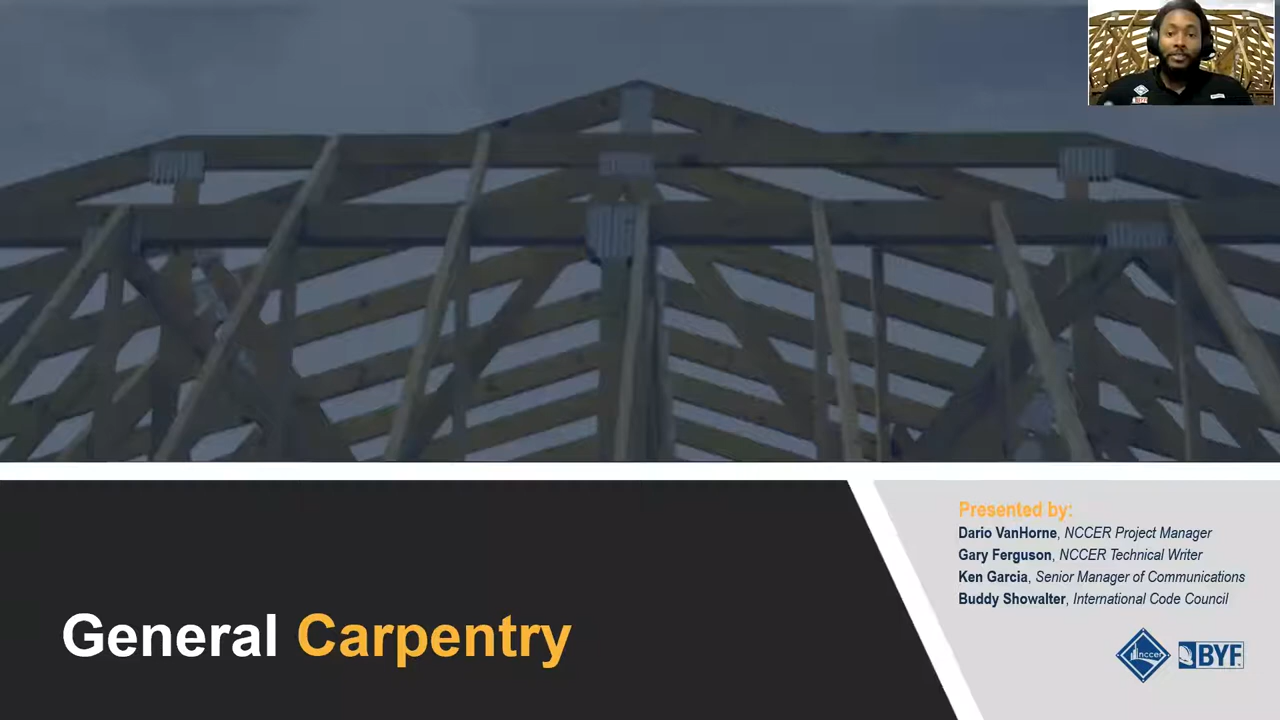 General Carpentry
Presented by:
Dario VanHorne, NCCER Project Manager
Gary Ferguson, NCCER Technical Writer
Ken Garcia, Senior Manager of Communications
Buddy Showalter, International Code Council
nccer
BYF
BYF